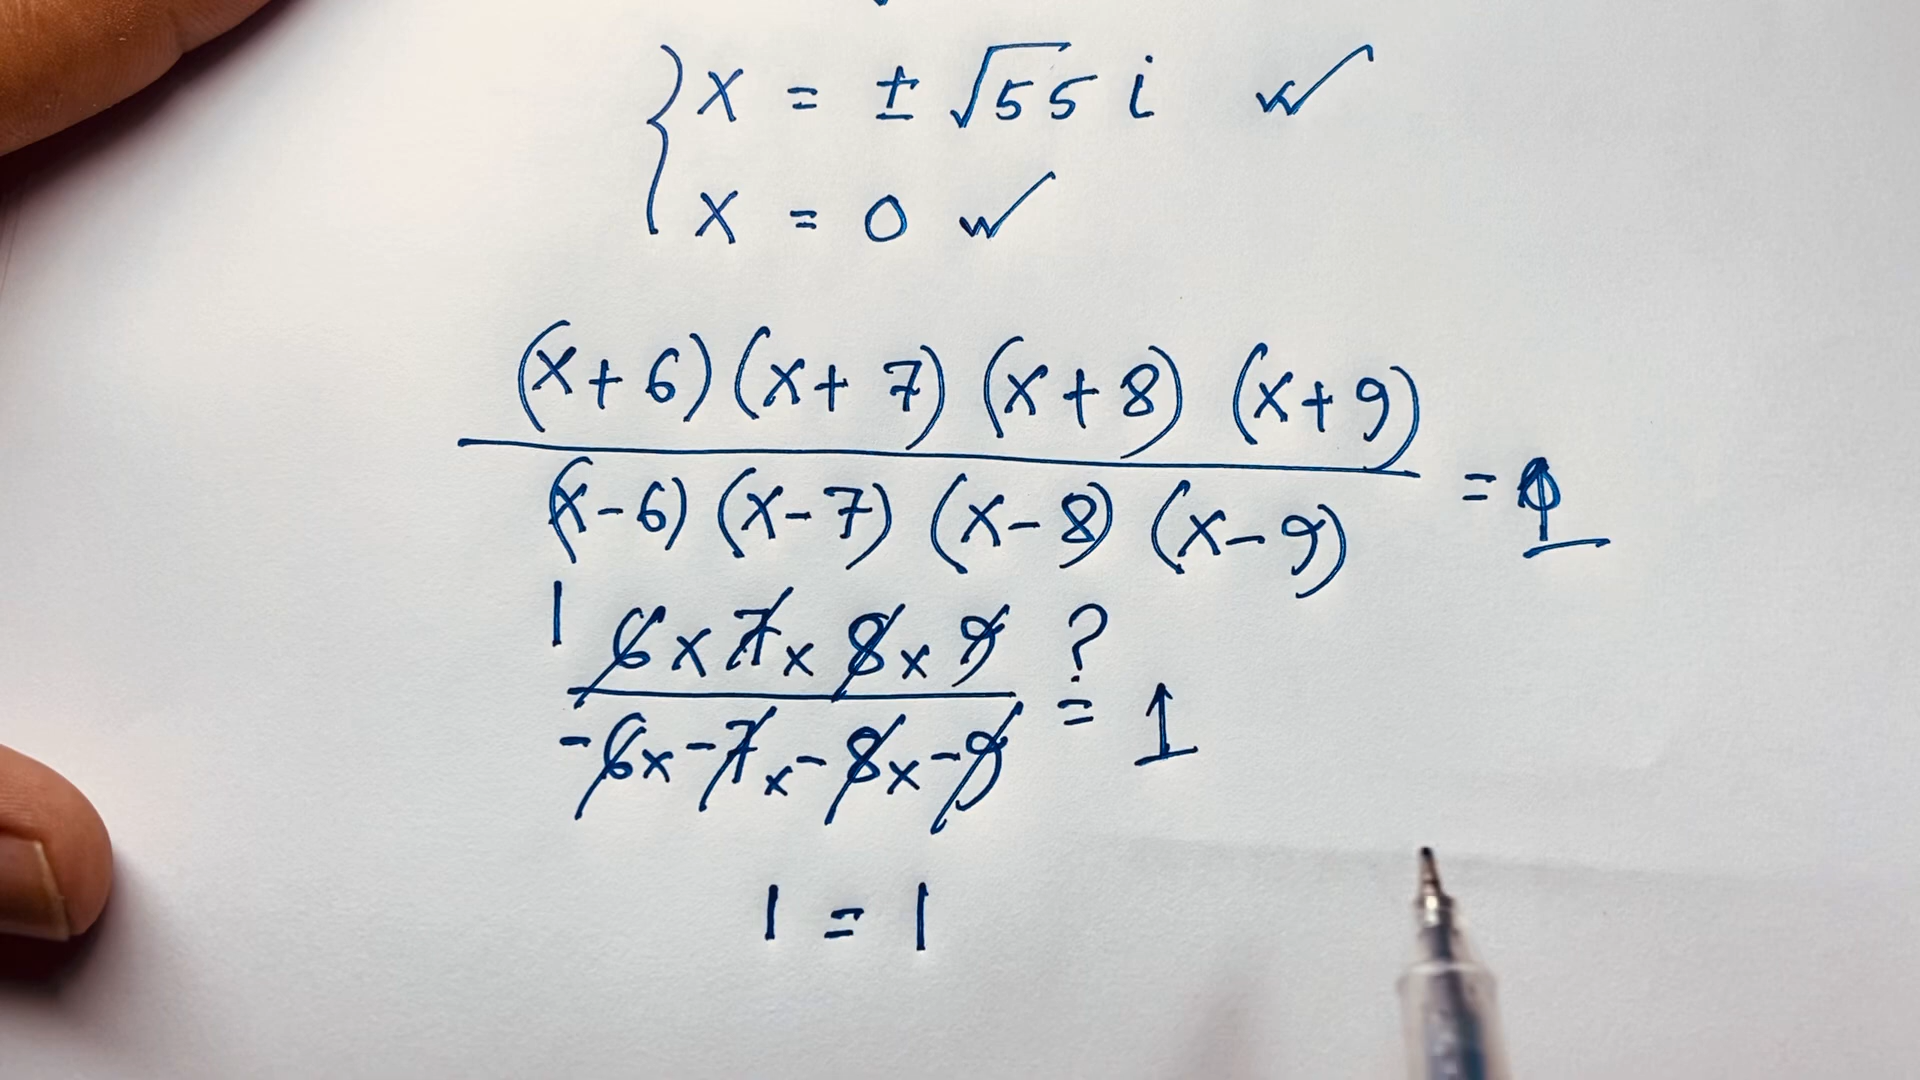 x = ± √55 i ✓
x = 0 ✓
(x + 6) (x + 7) (x + 8) (x + 9)
= 1
(x - 6) (x - 7) (x - 8) (x - 9)
1
6 x 7 x 8 x 9 ?
= 1
-6 x -7 x -8 x -9
1 = 1